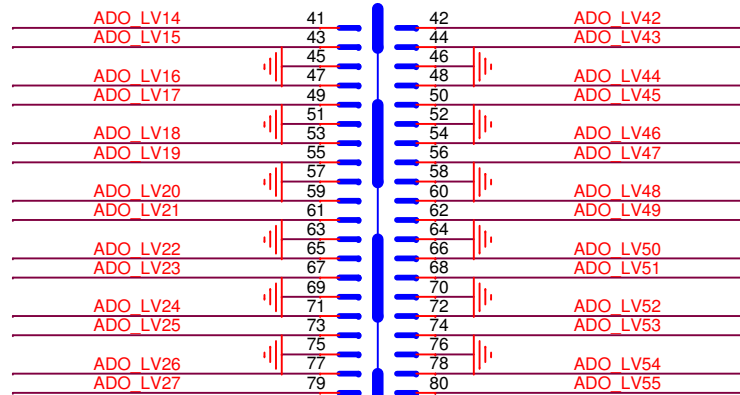 ADO_LV14 41 42 ADO_LV42
ADO_LV15 43 44 ADO_LV43
45 46
ADO_LV16 47 48 ADO_LV44
ADO_LV17 49 50 ADO_LV45
51 52
ADO_LV18 53 54 ADO_LV46
ADO_LV19 55 56 ADO_LV47
57 58
ADO_LV20 59 60 ADO_LV48
ADO_LV21 61 62 ADO_LV49
63 64
ADO_LV22 65 66 ADO_LV50
ADO_LV23 67 68 ADO_LV51
69 70
ADO_LV24 71 72 ADO_LV52
ADO_LV25 73 74 ADO_LV53
75 76
ADO_LV26 77 78 ADO_LV54
ADO_LV27 79 80 ADO_LV55